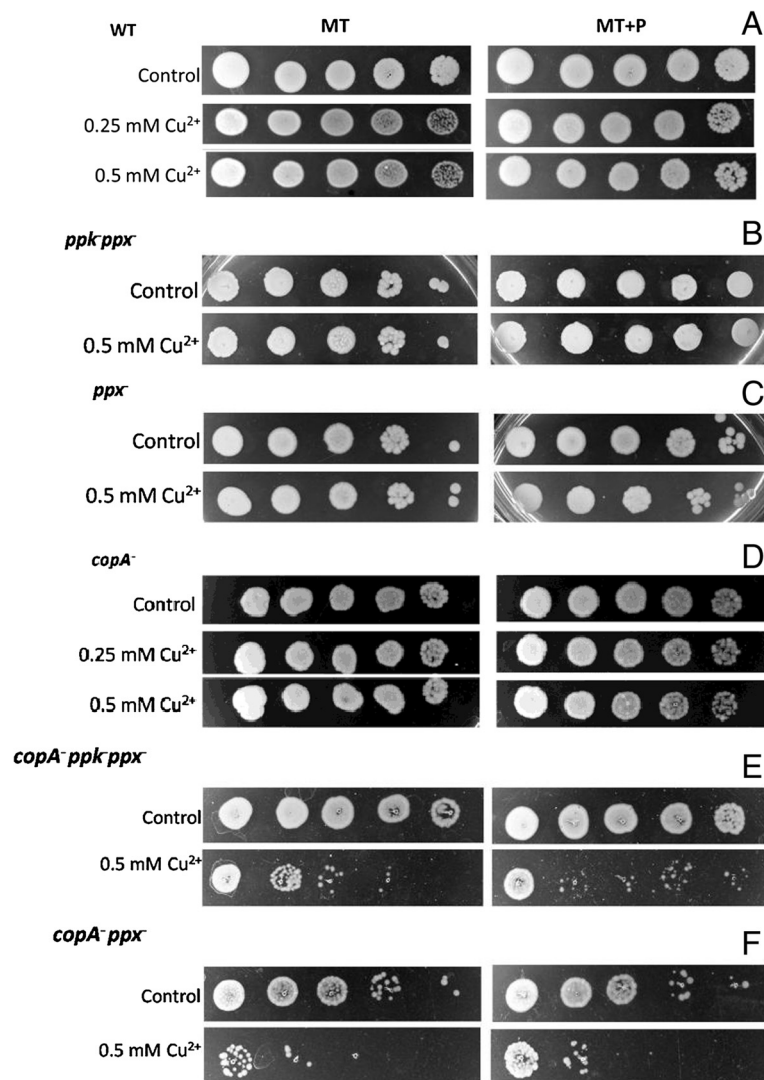 A
WT MT MT+P
Control
0.25 mM Cu²⁺
0.5 mM Cu²⁺
B
ppk⁻ppx⁻
Control
0.5 mM Cu²⁺
C
ppx⁻
Control
0.5 mM Cu²⁺
D
copA⁻
Control
0.25 mM Cu²⁺
0.5 mM Cu²⁺
copA⁻ppk⁻ppx⁻
E
Control
0.5 mM Cu²⁺
copA⁻ppx⁻
F
Control
0.5 mM Cu²⁺